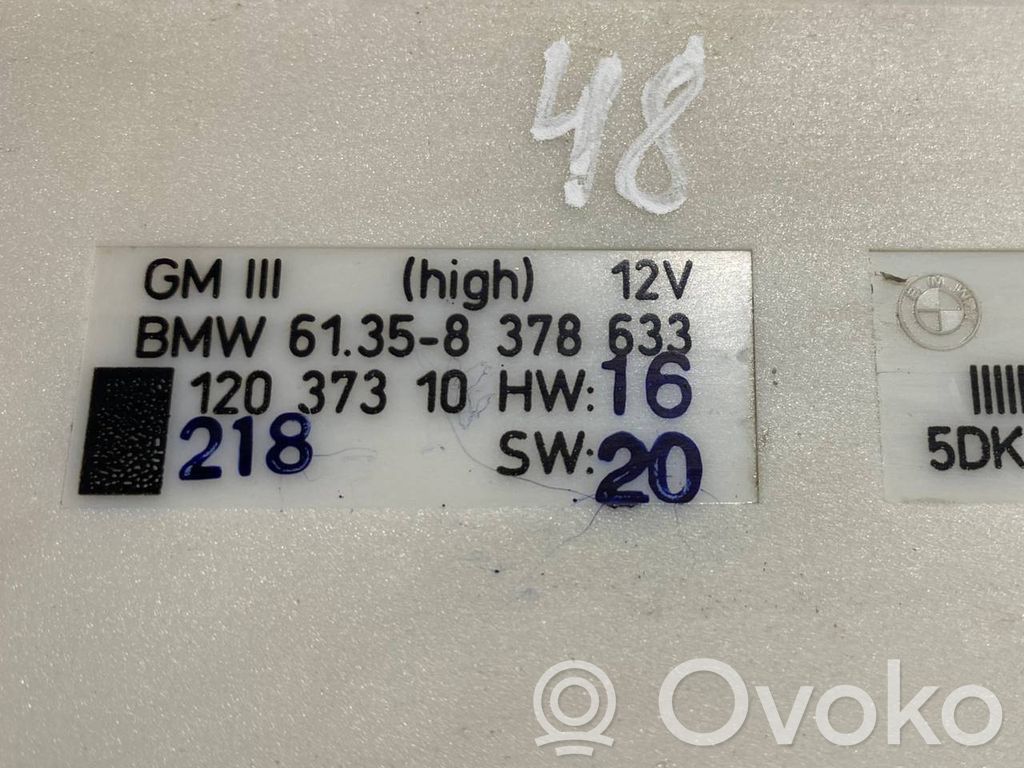 48
GM III (high) 12V
BMW 61.35-8 378 633
120 373 10 HW:16
218 SW:20
BMW
5DK
Ovoko